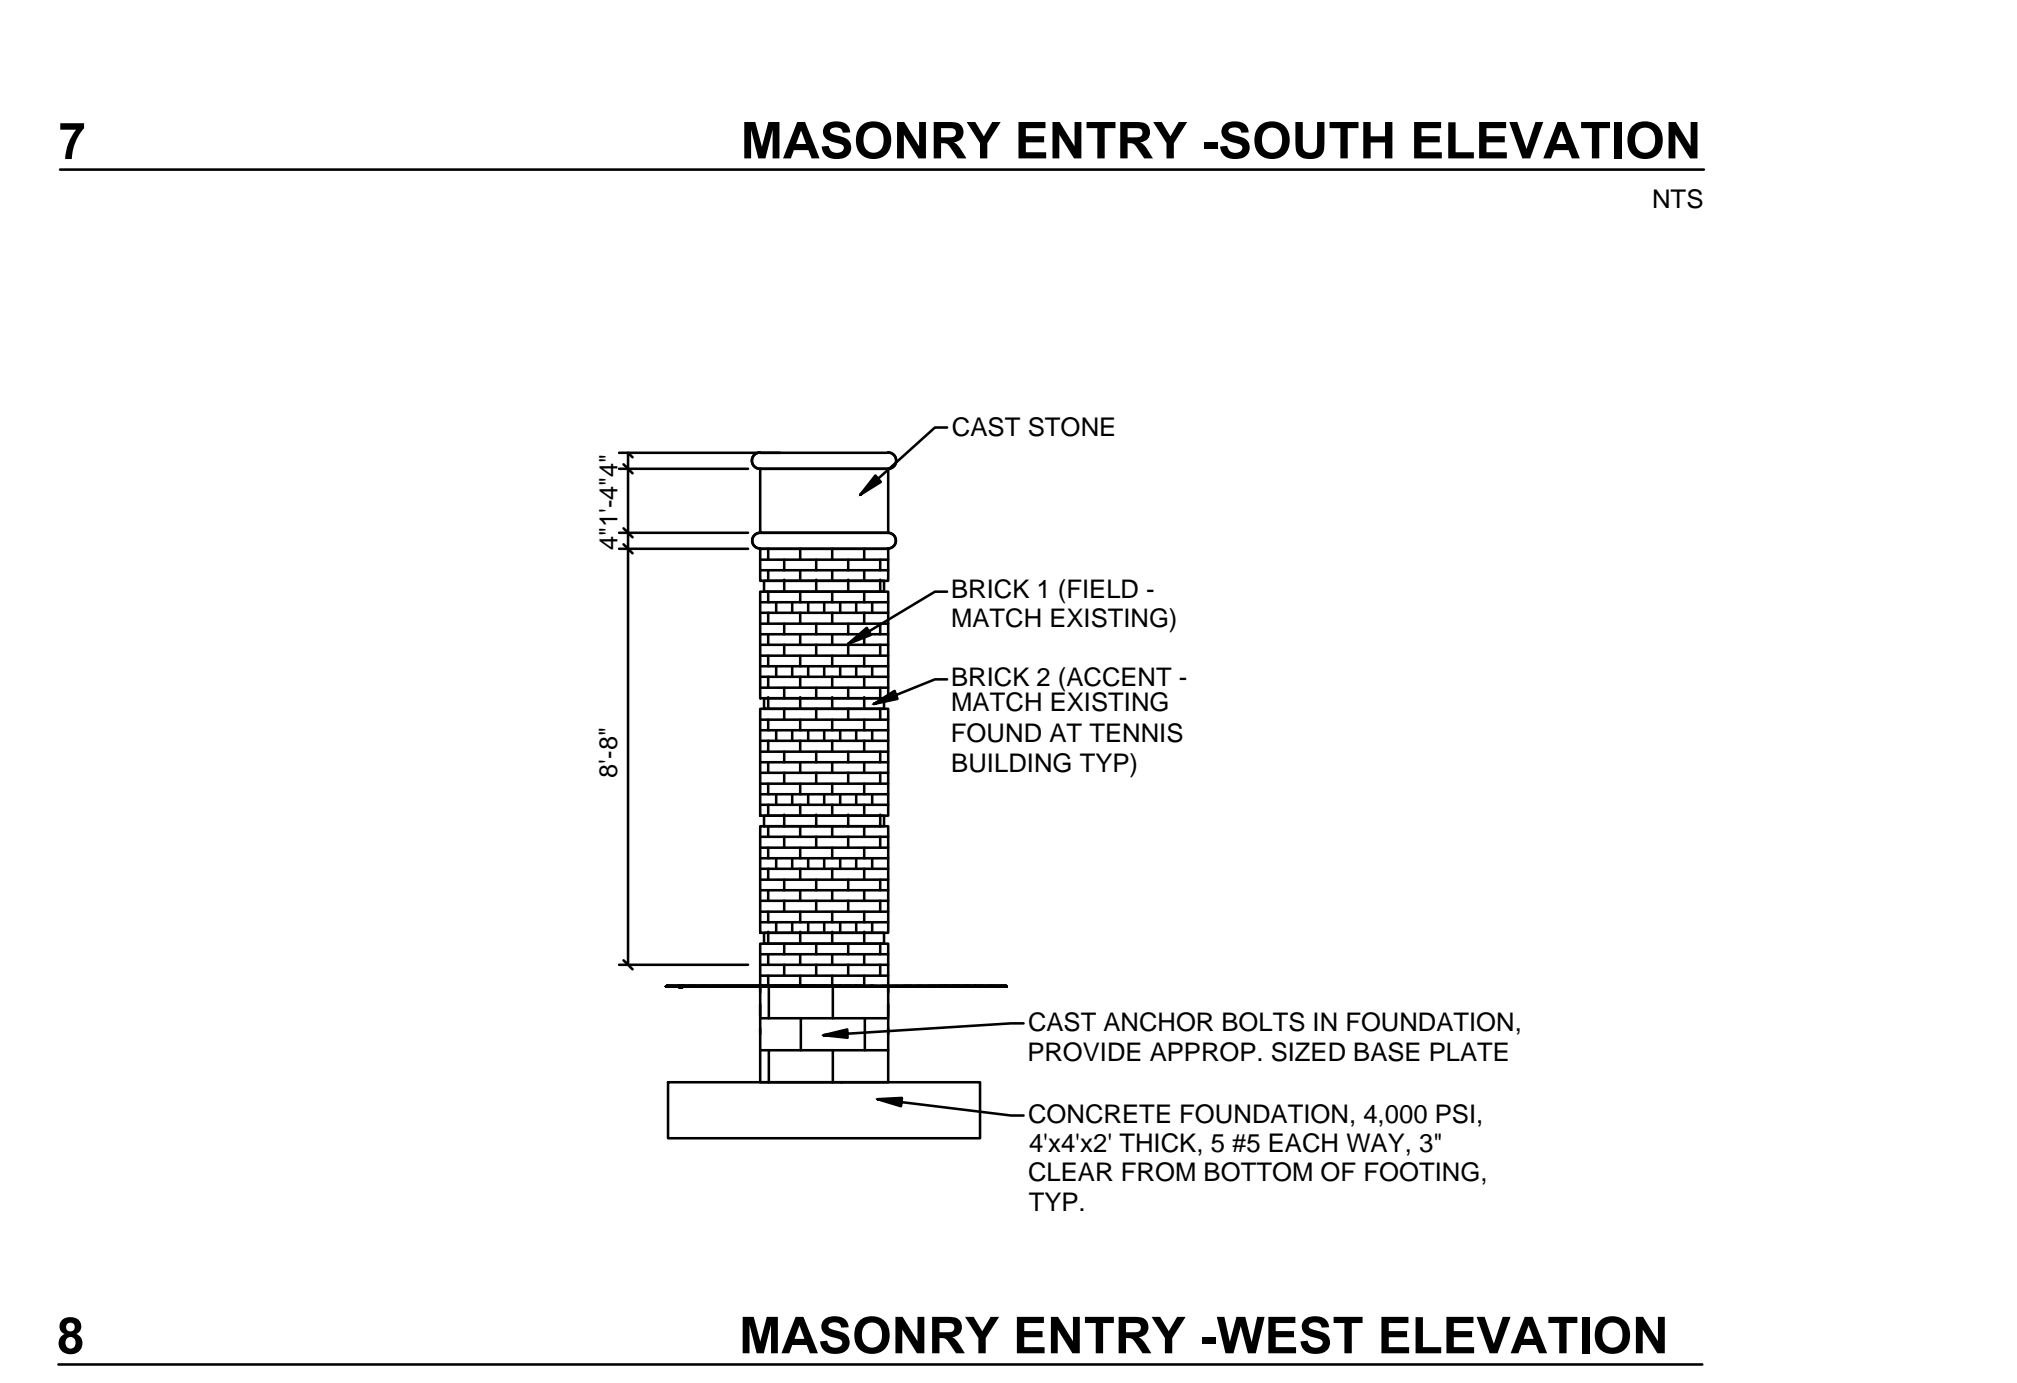 7
MASONRY ENTRY -SOUTH ELEVATION
NTS
CAST STONE
4"
1'-4"
4"
BRICK 1 (FIELD -
MATCH EXISTING)
BRICK 2 (ACCENT -
MATCH EXISTING
FOUND AT TENNIS
BUILDING TYP)
8'-8"
CAST ANCHOR BOLTS IN FOUNDATION,
PROVIDE APPROP. SIZED BASE PLATE
CONCRETE FOUNDATION, 4,000 PSI,
4'x4'x2' THICK, 5 #5 EACH WAY, 3"
CLEAR FROM BOTTOM OF FOOTING,
TYP.
8
MASONRY ENTRY -WEST ELEVATION